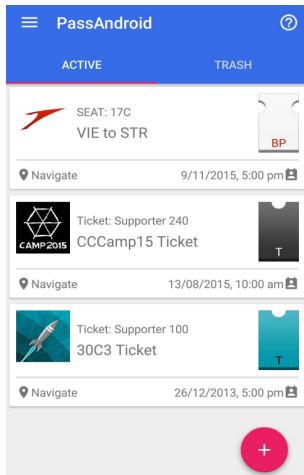 PassAndroid
ACTIVE TRASH
SEAT: 17C
VIE to STR
BP
Navigate 9/11/2015, 5:00 pm
CAMP2015
Ticket: Supporter 240
CCCamp15 Ticket
T
Navigate 13/08/2015, 10:00 am
Ticket: Supporter 100
30C3 Ticket
T
Navigate 26/12/2013, 5:00 pm